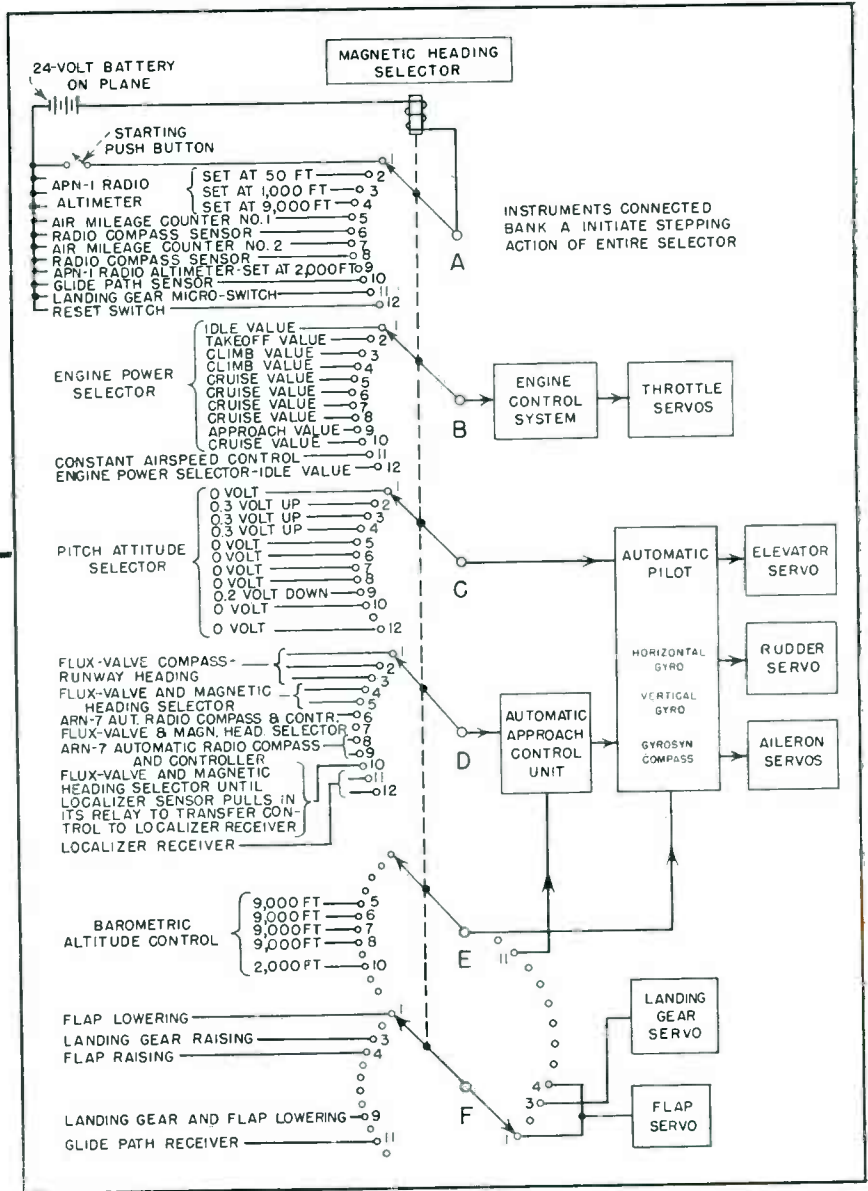 MAGNETIC HEADING
SELECTOR
24-VOLT BATTERY
ON PLANE
STARTING
PUSH BUTTON
1
APN-1 RADIO
ALTIMETER
SET AT 50 FT 2
SET AT 1,000 FT 3
SET AT 9,000 FT 4
AIR MILEAGE COUNTER NO.1 5
RADIO COMPASS SENSOR 6
AIR MILEAGE COUNTER NO. 2 7
RADIO COMPASS SENSOR 8
APN-1 RADIO ALTIMETER-SET AT 2,000FT 9
GLIDE PATH SENSOR 10
LANDING GEAR MICRO-SWITCH 11
RESET SWITCH 12
A
INSTRUMENTS CONNECTED
BANK A INITIATE STEPPING
ACTION OF ENTIRE SELECTOR
ENGINE POWER
SELECTOR
IDLE VALUE 1
TAKEOFF VALUE 2
CLIMB VALUE 3
CLIMB VALUE 4
CRUISE VALUE 5
CRUISE VALUE 6
CRUISE VALUE 7
CRUISE VALUE 8
APPROACH VALUE 9
CRUISE VALUE 10
CONSTANT AIRSPEED CONTROL 11
ENGINE POWER SELECTOR-IDLE VALUE 12
B
ENGINE
CONTROL
SYSTEM
THROTTLE
SERVOS
PITCH ATTITUDE
SELECTOR
0 VOLT 1
0.3 VOLT UP 2
0.3 VOLT UP 3
0.3 VOLT UP 4
0 VOLT 5
0 VOLT 6
0 VOLT 7
0 VOLT 8
0.2 VOLT DOWN 9
0 VOLT 10
0 VOLT 12
C
AUTOMATIC
PILOT
HORIZONTAL
GYRO
VERTICAL
GYRO
GYROSYN
COMPASS
ELEVATOR
SERVO
RUDDER
SERVO
AILERON
SERVOS
FLUX-VALVE COMPASS-
RUNWAY HEADING
1
2
3
FLUX-VALVE AND MAGNETIC
HEADING SELECTOR
4
5
ARN-7 AUT. RADIO COMPASS & CONTR. 6
FLUX-VALVE & MAGN. HEAD. SELECTOR 7
ARN-7 AUTOMATIC RADIO COMPASS
AND CONTROLLER
8
9
FLUX-VALVE AND MAGNETIC
HEADING SELECTOR UNTIL
LOCALIZER SENSOR PULLS IN
ITS RELAY TO TRANSFER CON-
TROL TO LOCALIZER RECEIVER
10
LOCALIZER RECEIVER
11
12
D
AUTOMATIC
APPROACH
CONTROL
UNIT
BAROMETRIC
ALTITUDE CONTROL
9,000 FT 5
9,000 FT 6
9,000 FT 7
9,000 FT 8
2,000 FT 10
E
11
FLAP LOWERING 1
LANDING GEAR RAISING 3
FLAP RAISING 4
LANDING GEAR AND FLAP LOWERING 9
GLIDE PATH RECEIVER 11
F
4
3
1
LANDING
GEAR
SERVO
FLAP
SERVO